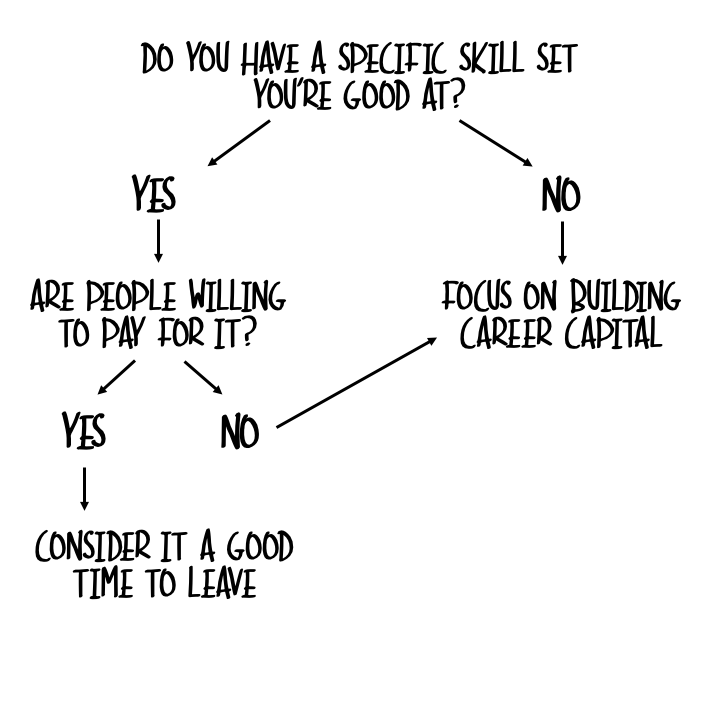 DO YOU HAVE A SPECIFIC SKILL SET
YOU'RE GOOD AT?
YES
NO
ARE PEOPLE WILLING
TO PAY FOR IT?
FOCUS ON BUILDING
CAREER CAPITAL
YES
NO
CONSIDER IT A GOOD
TIME TO LEAVE